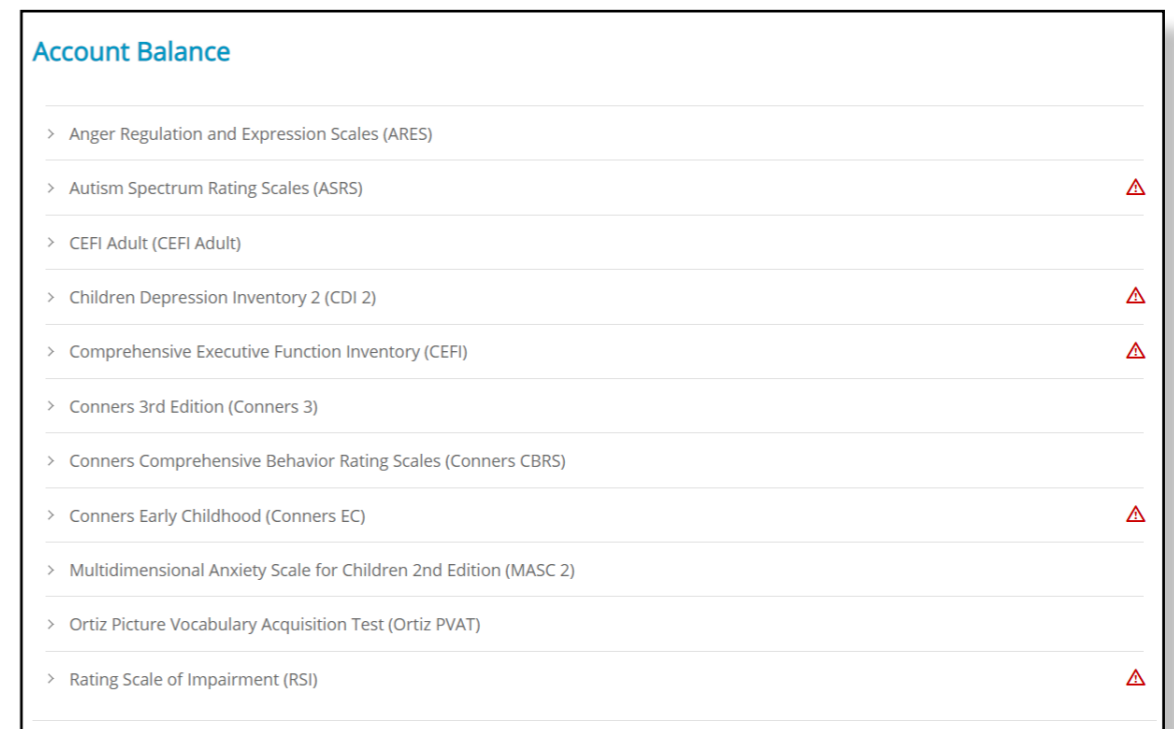 Account Balance
Anger Regulation and Expression Scales (ARES)
Autism Spectrum Rating Scales (ASRS)
CEFI Adult (CEFI Adult)
Children Depression Inventory 2 (CDI 2)
Comprehensive Executive Function Inventory (CEFI)
Conners 3rd Edition (Conners 3)
Conners Comprehensive Behavior Rating Scales (Conners CBRS)
Conners Early Childhood (Conners EC)
Multidimensional Anxiety Scale for Children 2nd Edition (MASC 2)
Ortiz Picture Vocabulary Acquisition Test (Ortiz PVAT)
Rating Scale of Impairment (RSI)